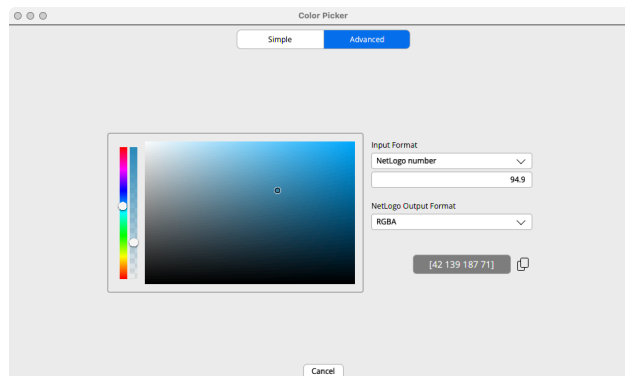 Color Picker
Simple
Advanced
Input Format
NetLogo number
94.9
NetLogo Output Format
RGBA
[42 139 187 71]
Cancel